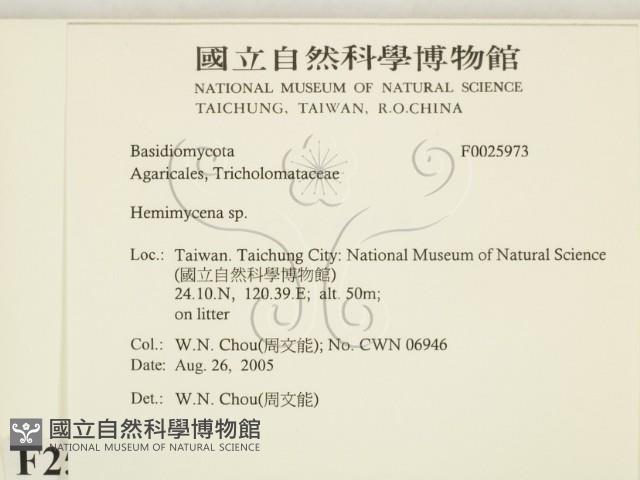 國立自然科學博物館
NATIONAL MUSEUM OF NATURAL SCIENCE
TAICHUNG, TAIWAN, R.O.CHINA
Basidiomycota F0025973
Agaricales, Tricholomataceae
Hemimycena sp.
Loc.: Taiwan. Taichung City: National Museum of Natural Science
(國立自然科學博物館)
24.10.N, 120.39.E; alt. 50m;
on litter
Col.: W.N. Chou(周文能); No. CWN 06946
Date: Aug. 26, 2005
Det.: W.N. Chou(周文能)
國立自然科學博物館
NATIONAL MUSEUM OF NATURAL SCIENCE